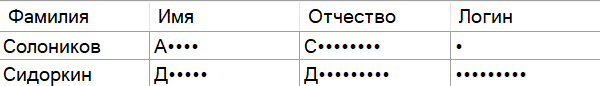 Фамилия Имя Отчество Логин
Солоников А•••• С•••••••• •
Сидоркин Д••••• Д••••••••• •••••••••